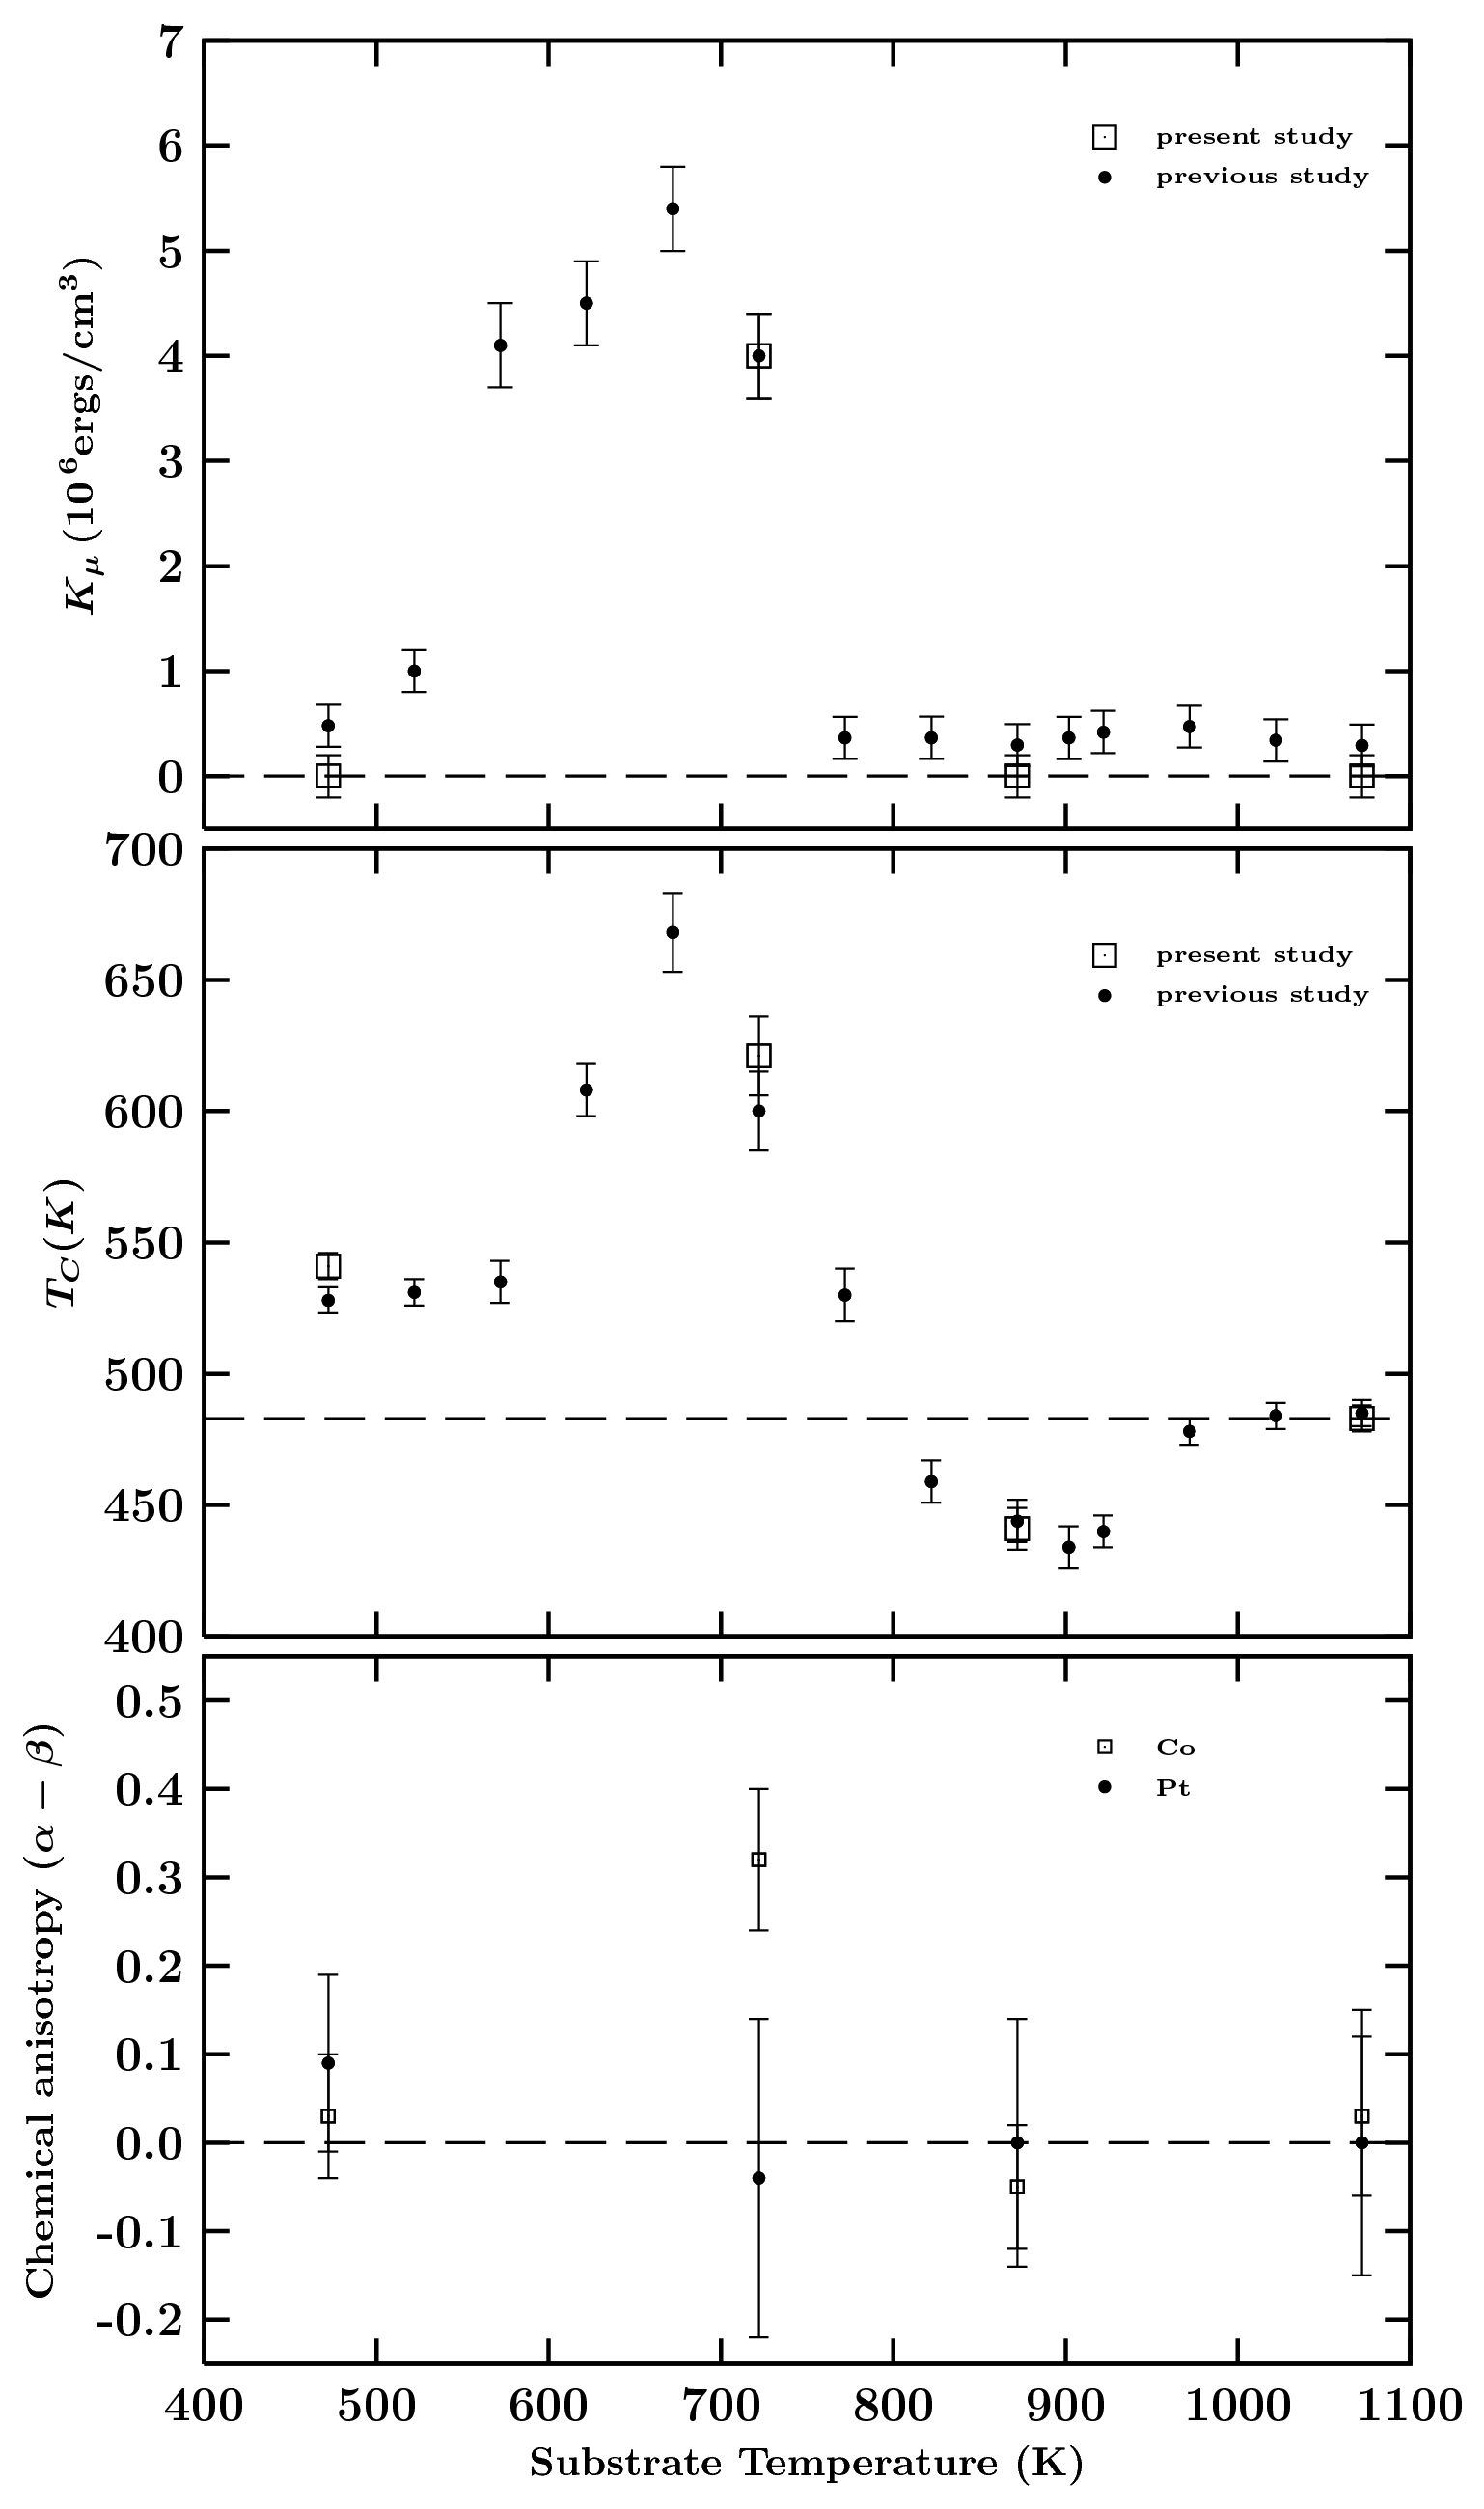 7
6
5
4
3
2
1
0
K_μ (10^6 ergs/cm^3)
present study
previous study
700
650
600
550
500
450
400
T_C (K)
present study
previous study
0.5
0.4
0.3
0.2
0.1
0.0
-0.1
-0.2
Chemical anisotropy (α − β)
Co
Pt
400 500 600 700 800 900 1000 1100
Substrate Temperature (K)